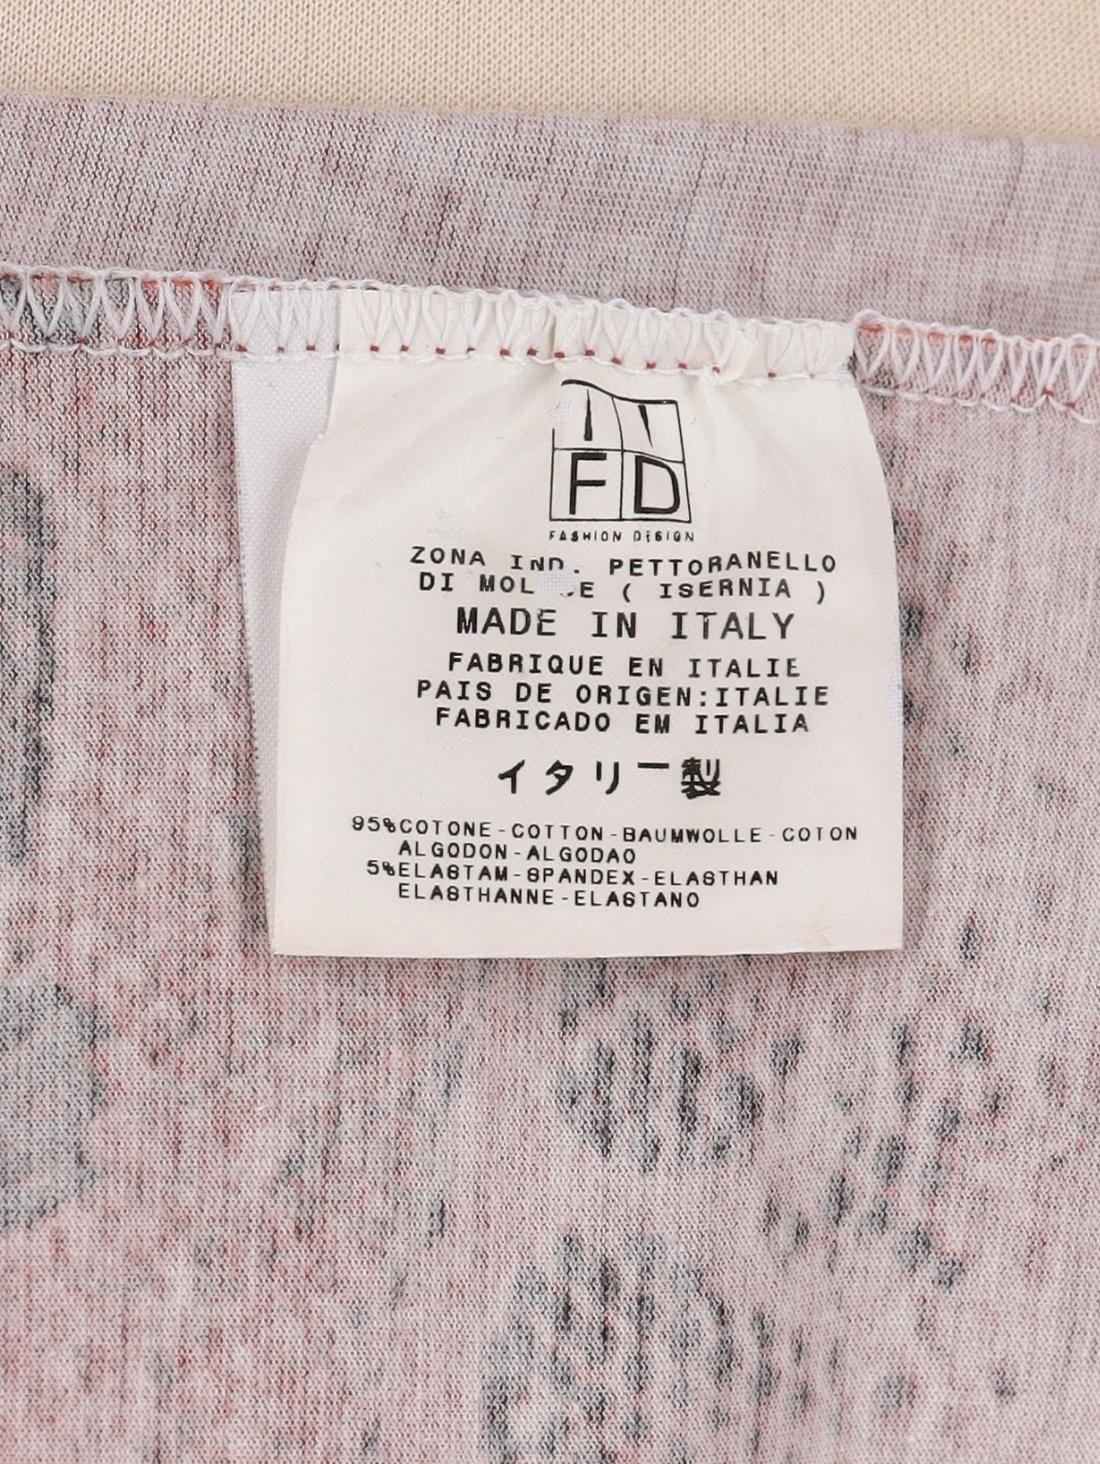 FD
FASHION DESIGN
ZONA IND. PETTORANELLO
DI ( ISERNIA )
MADE IN ITALY
FABRIQUE EN ITALIE
PAIS DE ORIGEN:ITALIE
FABRICADO EM ITALIA
イタリー製
95%COTONE-COTTON-BAUMWOLLE-COTON
ALGODON-ALGODAO
5%ELASTAM-SPANDEX-ELASTHAN
ELASTHANNE-ELASTANO